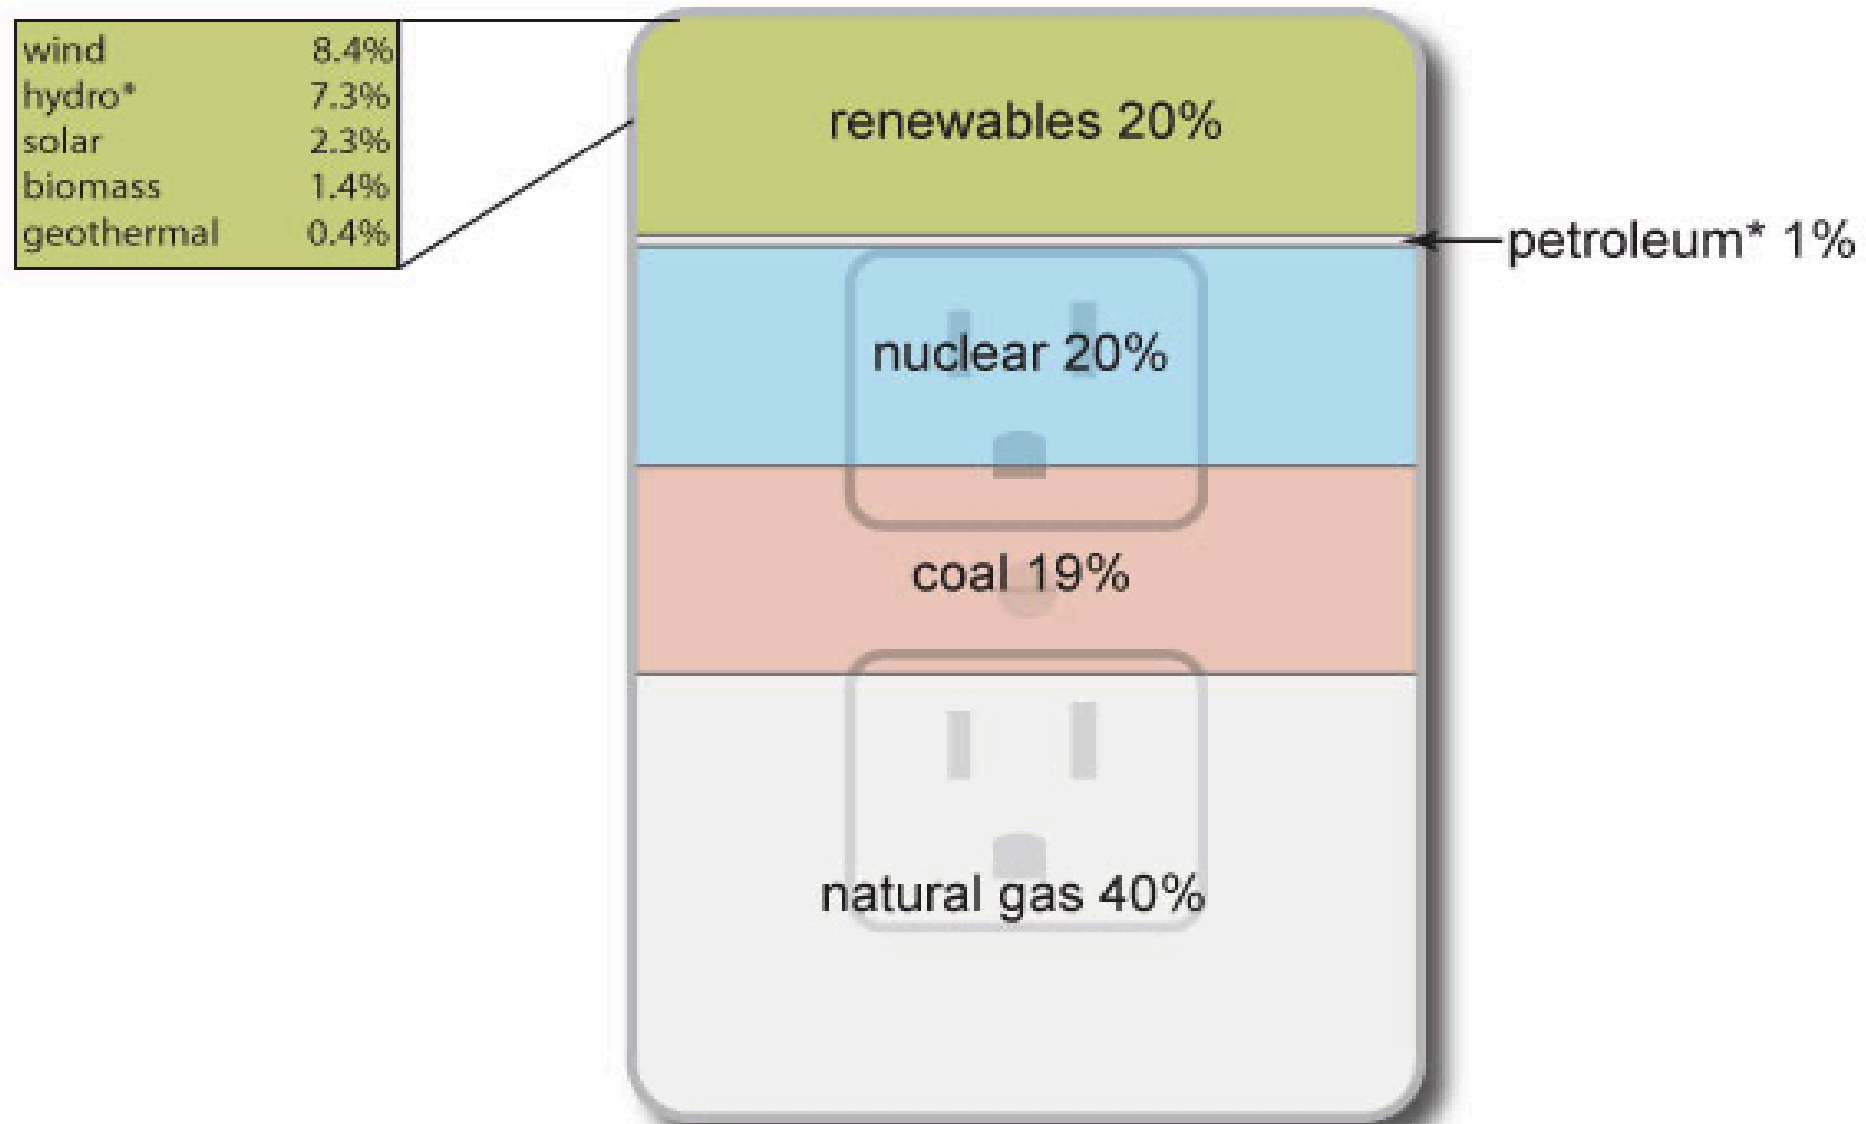 wind 8.4%
hydro* 7.3%
solar 2.3%
biomass 1.4%
geothermal 0.4%
renewables 20%
petroleum* 1%
nuclear 20%
coal 19%
natural gas 40%